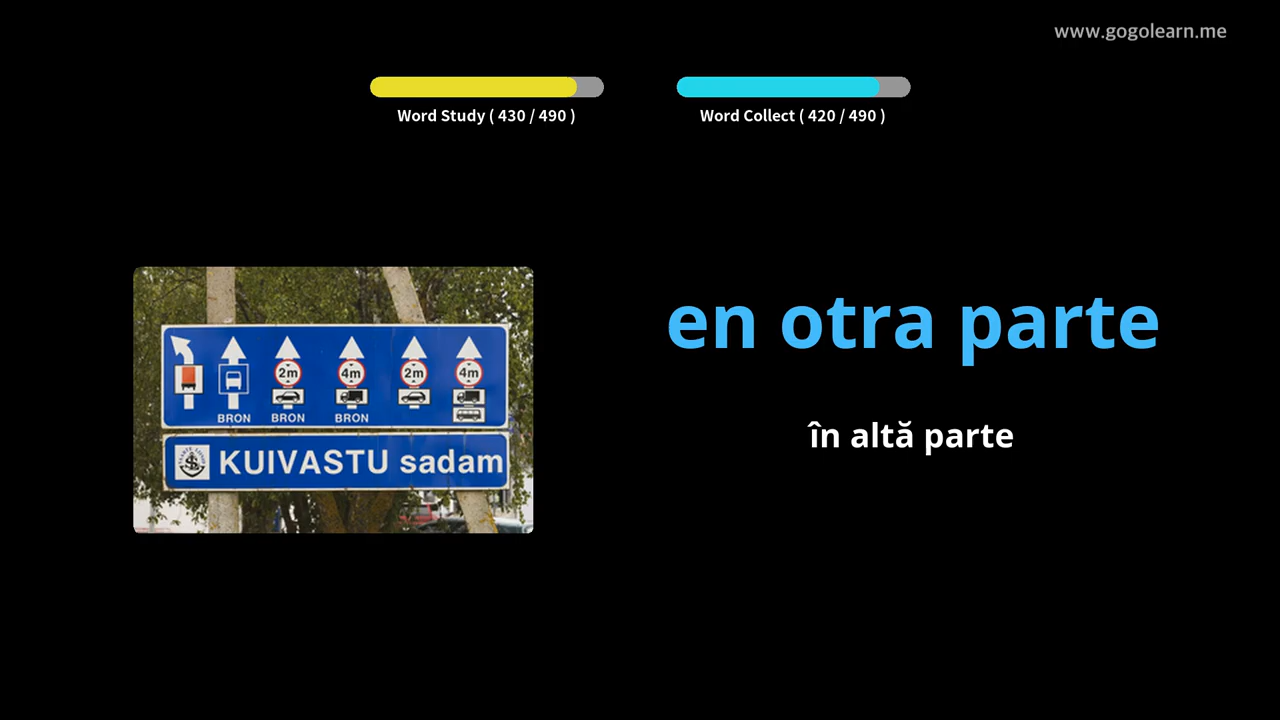 www.gogolearn.me
Word Study ( 430 / 490 )
Word Collect ( 420 / 490 )
en otra parte
în altă parte
2m
4m
2m
4m
BRON
BRON
BRON
KUIVASTU sadam